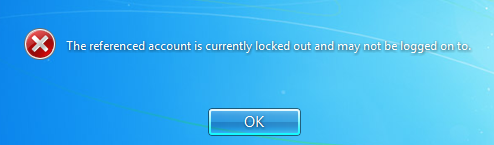 The referenced account is currently locked out and may not be logged on to.
OK